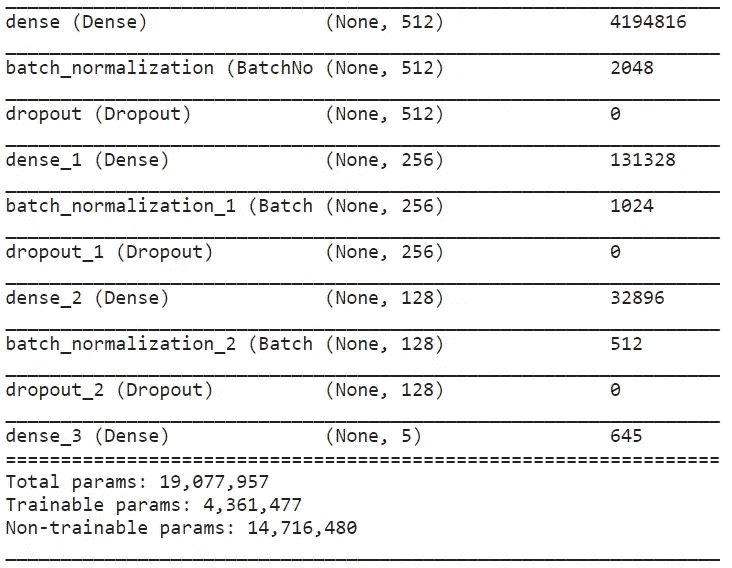 dense (Dense) (None, 512) 4194816
batch_normalization (BatchNo (None, 512) 2048
dropout (Dropout) (None, 512) 0
dense_1 (Dense) (None, 256) 131328
batch_normalization_1 (Batch (None, 256) 1024
dropout_1 (Dropout) (None, 256) 0
dense_2 (Dense) (None, 128) 32896
batch_normalization_2 (Batch (None, 128) 512
dropout_2 (Dropout) (None, 128) 0
dense_3 (Dense) (None, 5) 645
Total params: 19,077,957
Trainable params: 4,361,477
Non-trainable params: 14,716,480